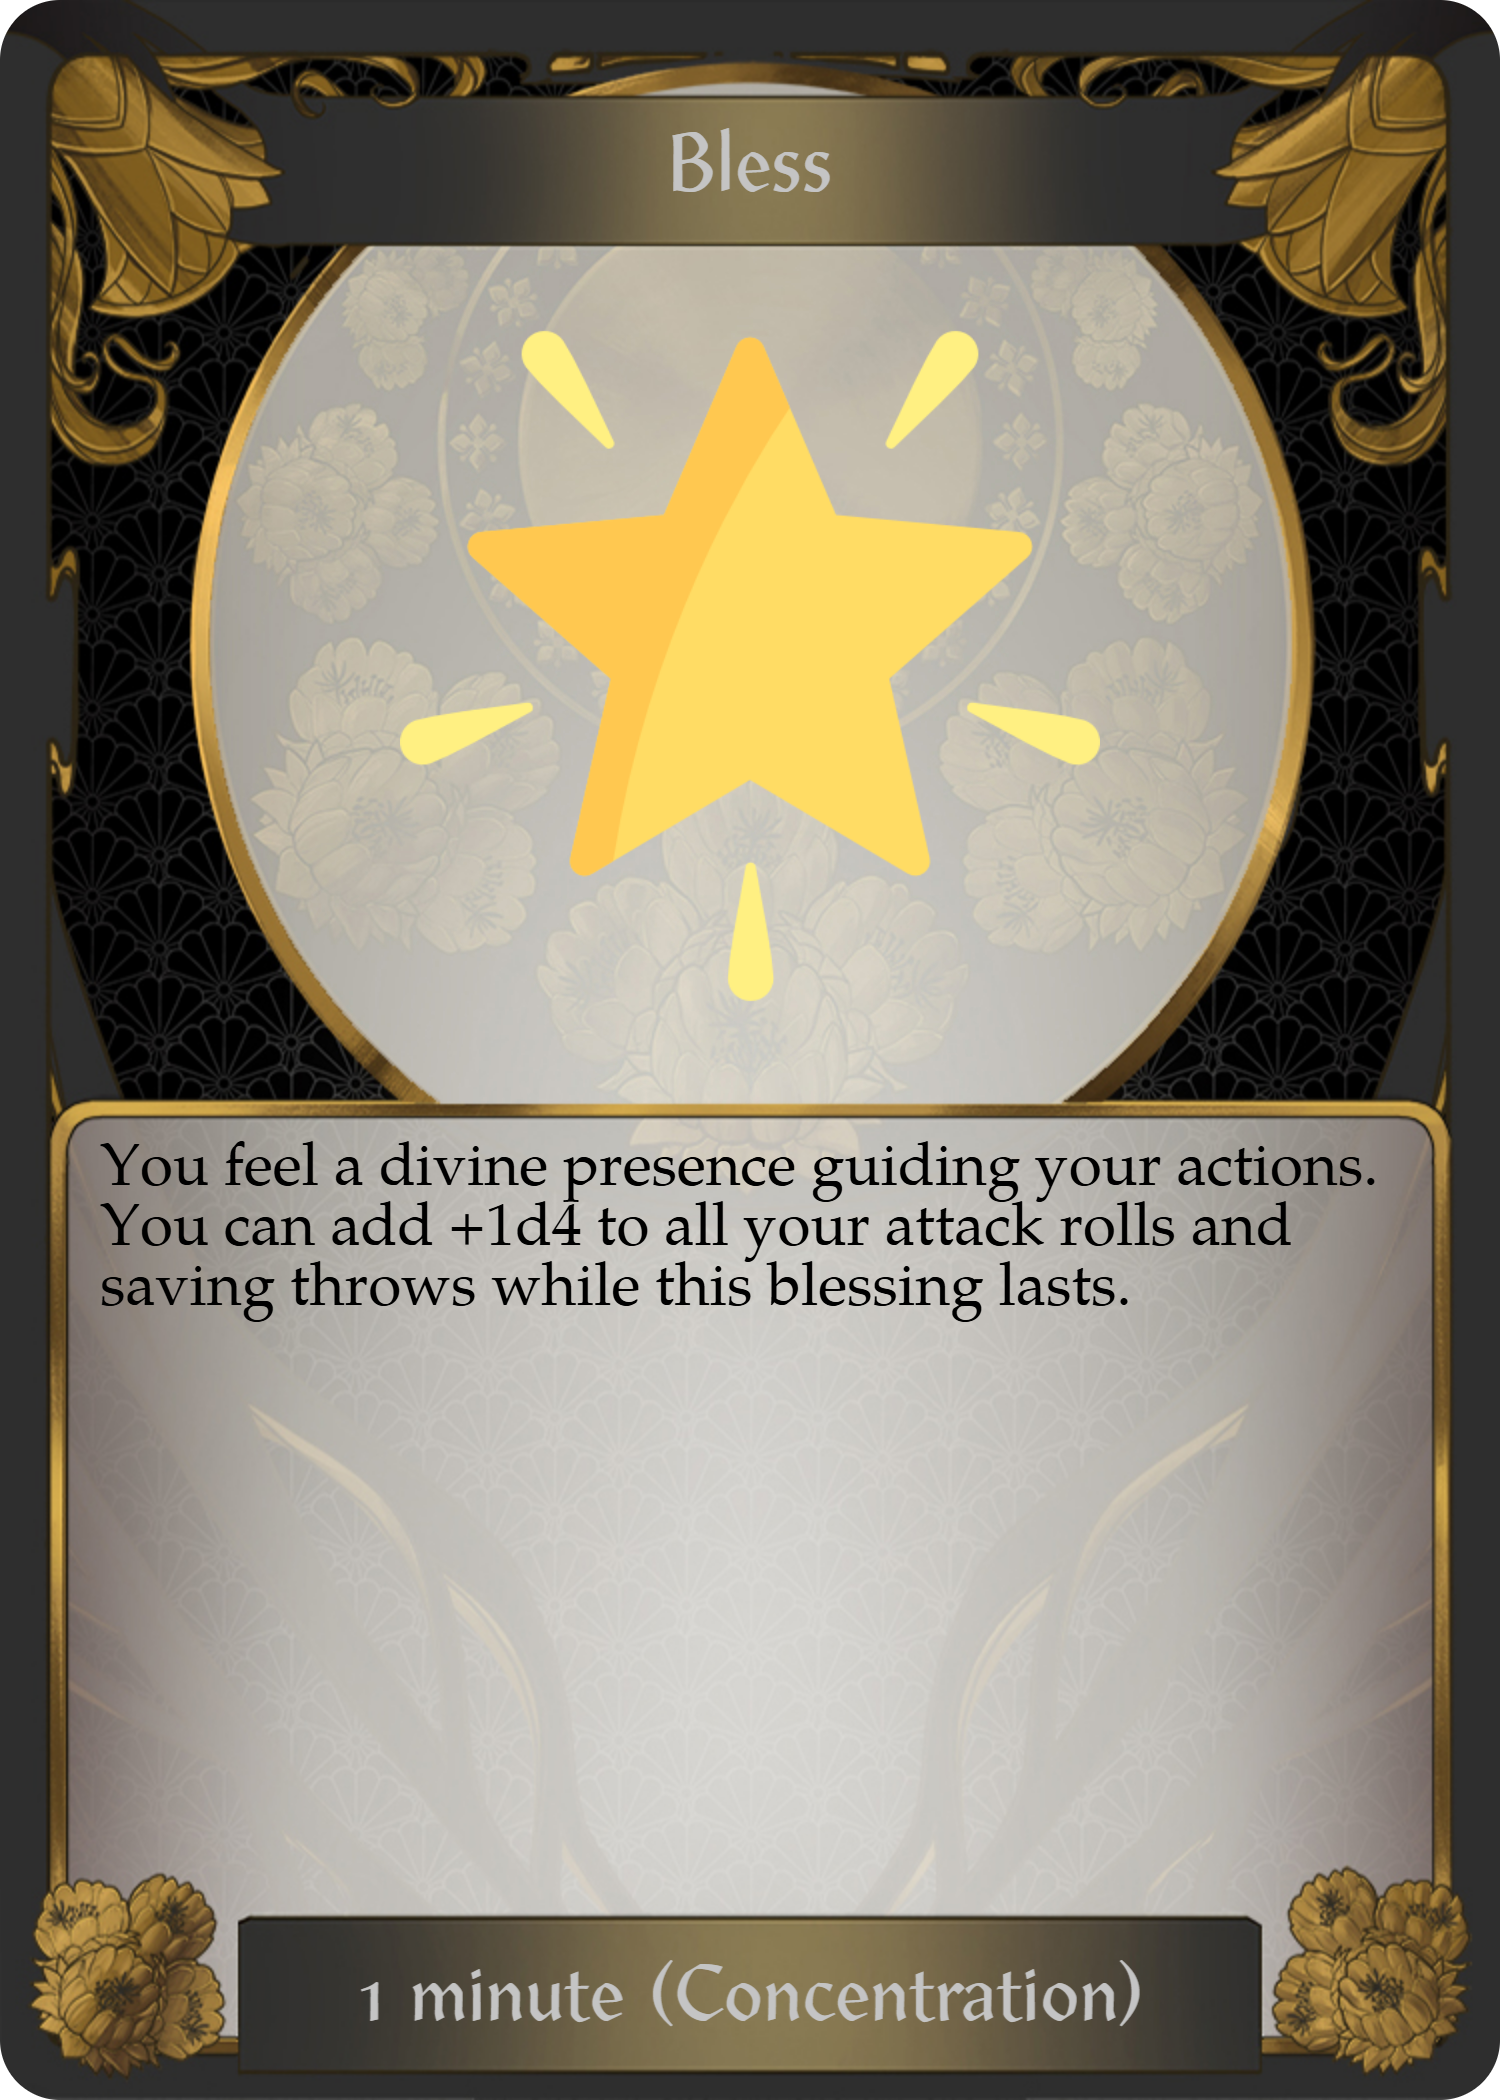 Bless
You feel a divine presence guiding your actions.
You can add +1d4 to all your attack rolls and
saving throws while this blessing lasts.
1 minute (Concentration)